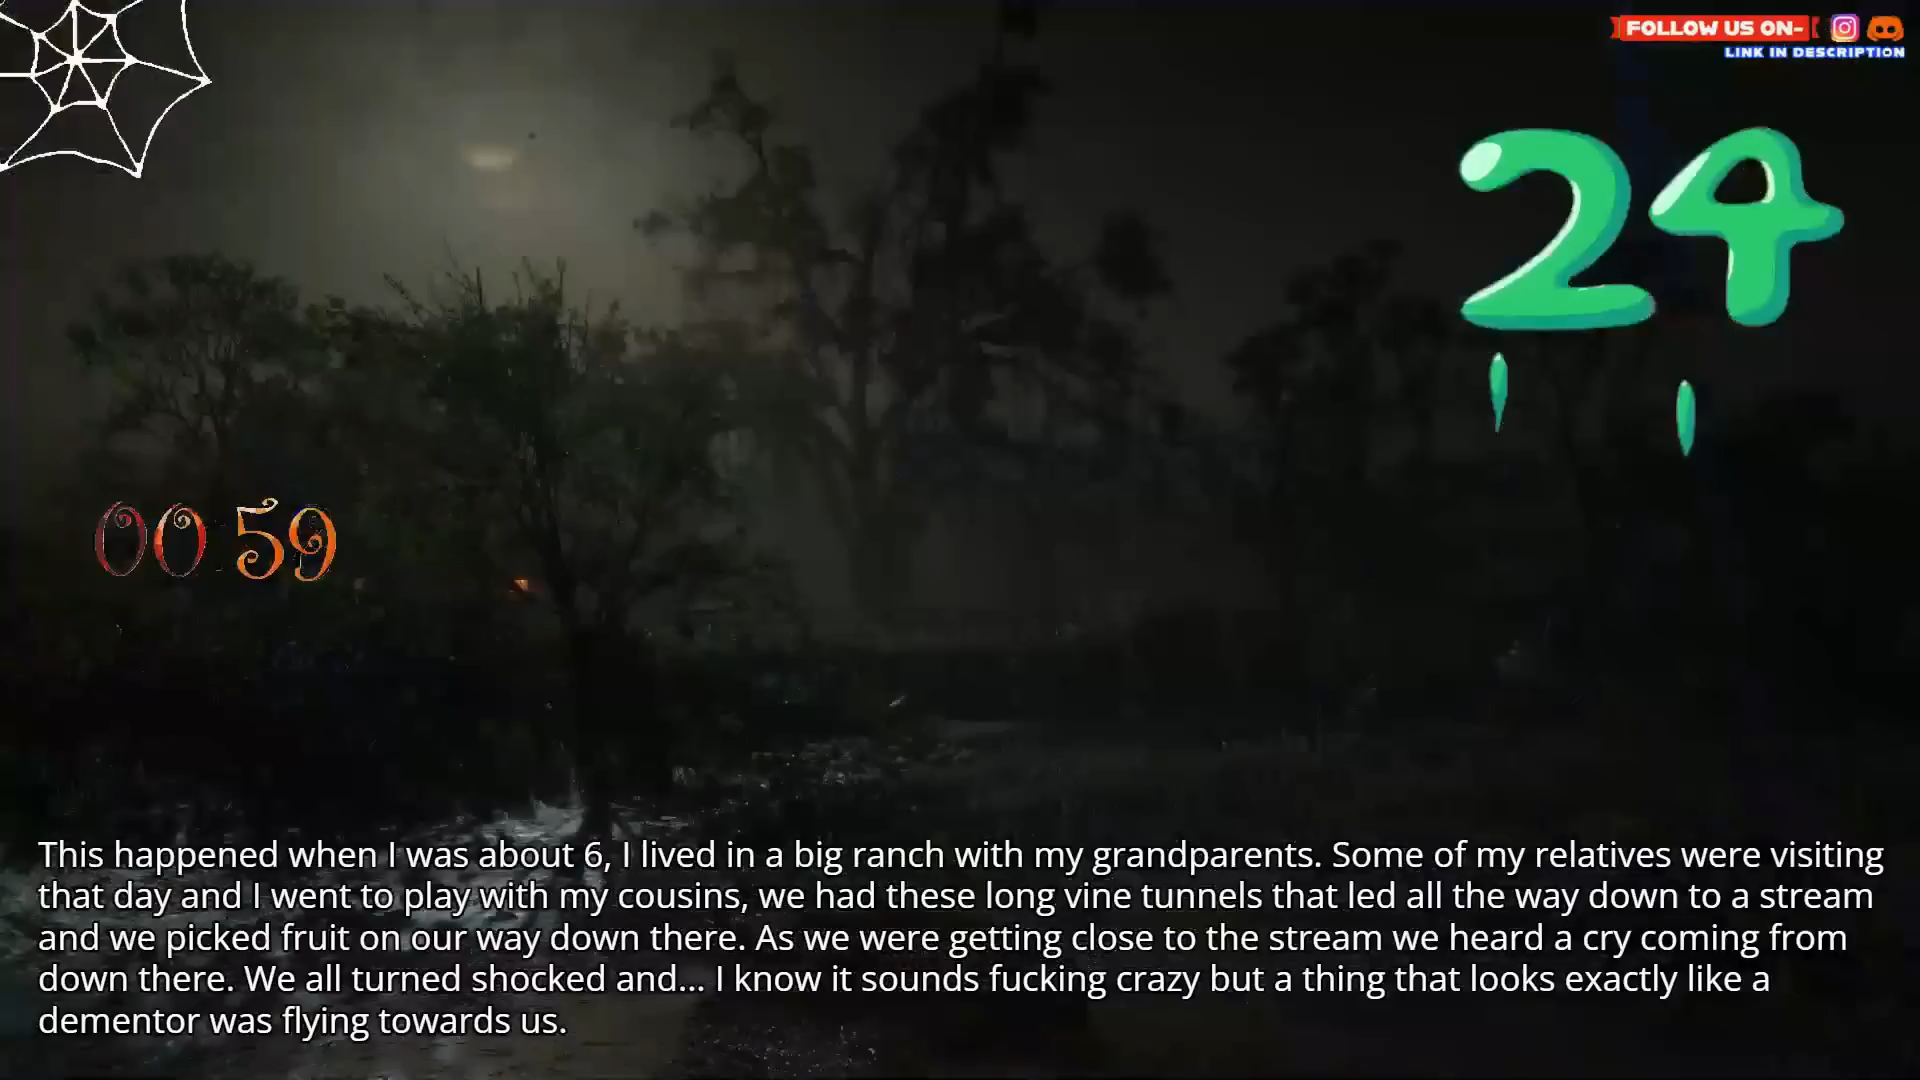 FOLLOW US ON-
LINK IN DESCRIPTION
24
00:59
This happened when I was about 6, I lived in a big ranch with my grandparents. Some of my relatives were visiting
that day and I went to play with my cousins, we had these long vine tunnels that led all the way down to a stream
and we picked fruit on our way down there. As we were getting close to the stream we heard a cry coming from
down there. We all turned shocked and... I know it sounds fucking crazy but a thing that looks exactly like a
dementor was flying towards us.